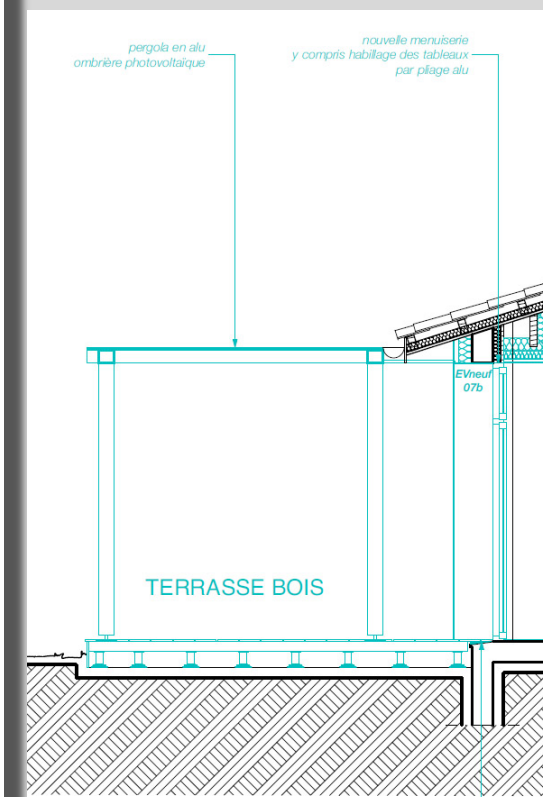 pergola en alu
ombrière photovoltaïque
nouvelle menuiserie
y compris habillage des tableaux
par pliage alu
EVneuf
07b
TERRASSE BOIS